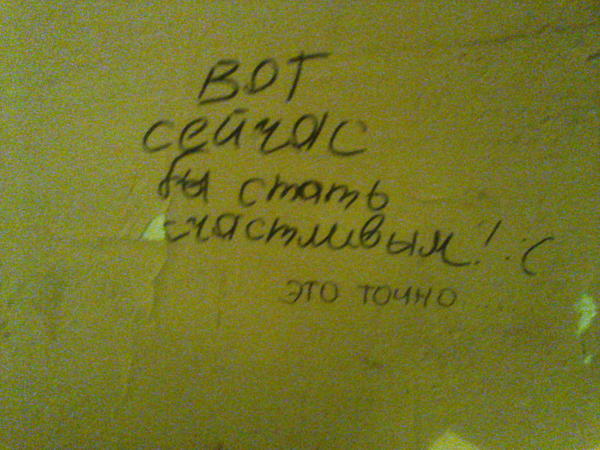 ВОТ
сейчас
бы стать
счастливым! :(
это точно